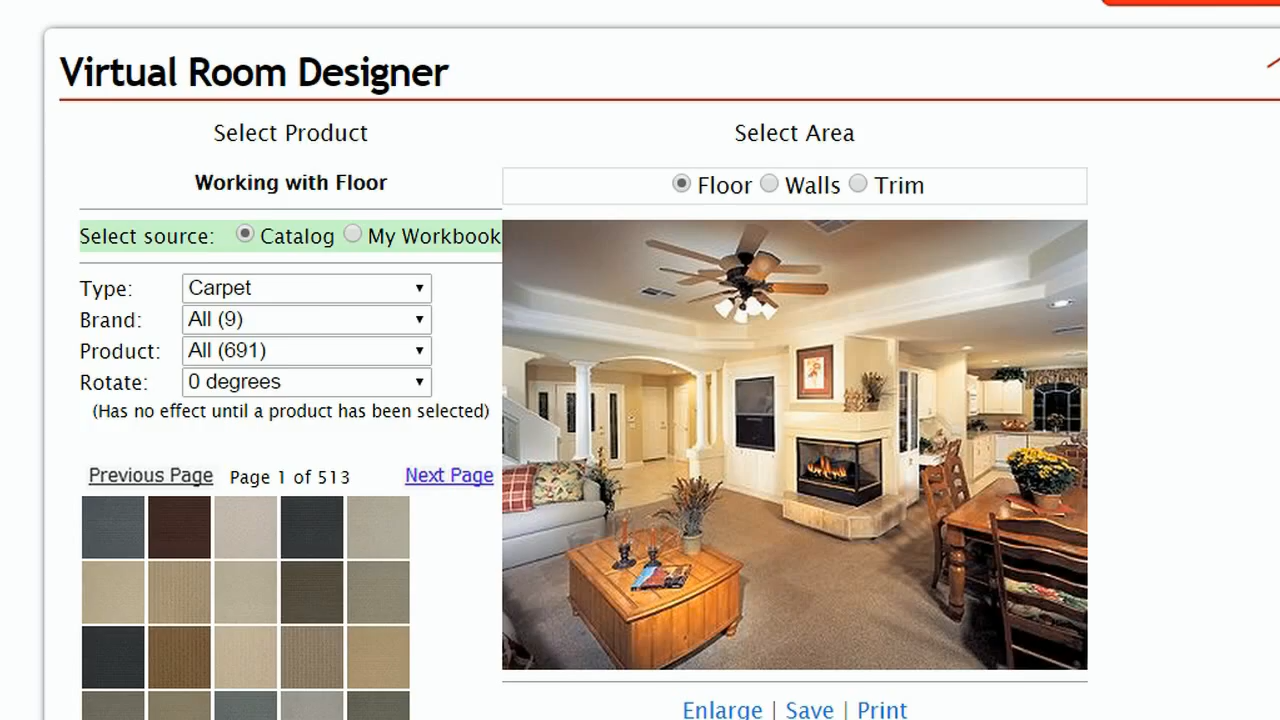 Virtual Room Designer
Select Product
Select Area
Working with Floor
Floor Walls Trim
Select source: Catalog My Workbook
Type: Carpet
Brand: All (9)
Product: All (691)
Rotate: 0 degrees
(Has no effect until a product has been selected)
Previous Page Page 1 of 513 Next Page
Enlarge | Save | Print